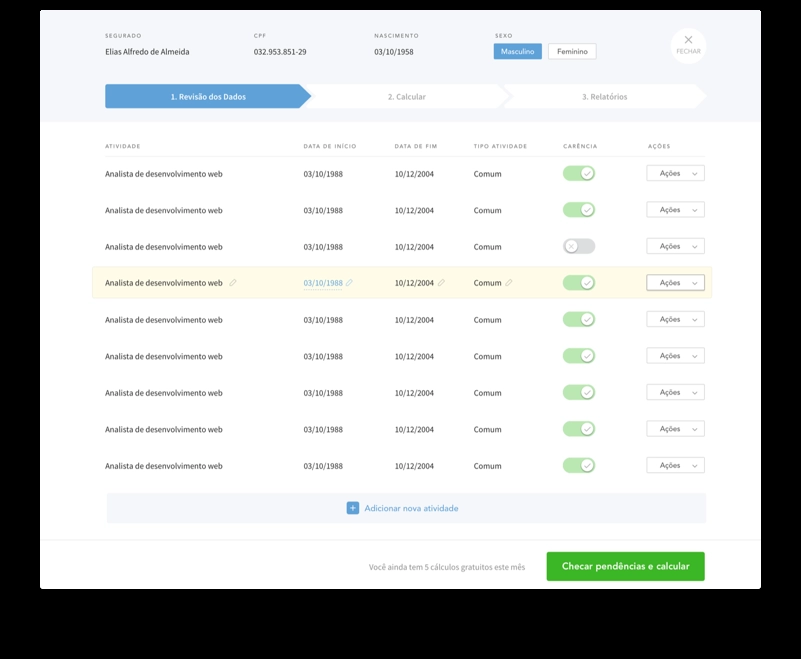 SEGURADO CPF NASCIMENTO SEXO
Elias Alfredo de Almeida 032.953.851-29 03/10/1958 Masculino Feminino
FECHAR
1. Revisão dos Dados 2. Calcular 3. Relatórios
ATIVIDADE DATA DE INÍCIO DATA DE FIM TIPO ATIVIDADE CARÊNCIA AÇÕES
Analista de desenvolvimento web 03/10/1988 10/12/2004 Comum Ações
Analista de desenvolvimento web 03/10/1988 10/12/2004 Comum Ações
Analista de desenvolvimento web 03/10/1988 10/12/2004 Comum Ações
Analista de desenvolvimento web 03/10/1988 10/12/2004 Comum Ações
Analista de desenvolvimento web 03/10/1988 10/12/2004 Comum Ações
Analista de desenvolvimento web 03/10/1988 10/12/2004 Comum Ações
Analista de desenvolvimento web 03/10/1988 10/12/2004 Comum Ações
Analista de desenvolvimento web 03/10/1988 10/12/2004 Comum Ações
Analista de desenvolvimento web 03/10/1988 10/12/2004 Comum Ações
Adicionar nova atividade
Você ainda tem 5 cálculos gratuitos este mês Checar pendências e calcular